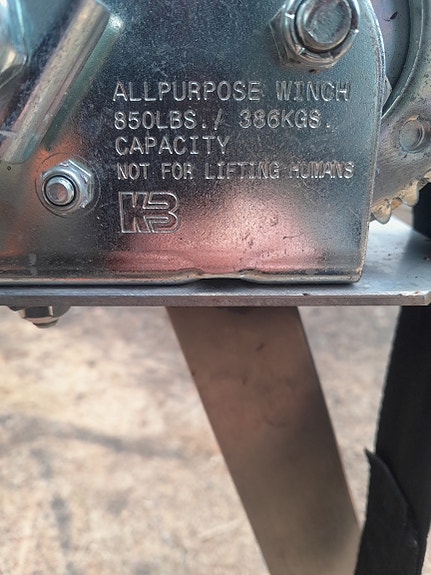 ALLPURPOSE WINCH
850LBS./ 386KGS.
CAPACITY
NOT FOR LIFTING HUMANS
KB